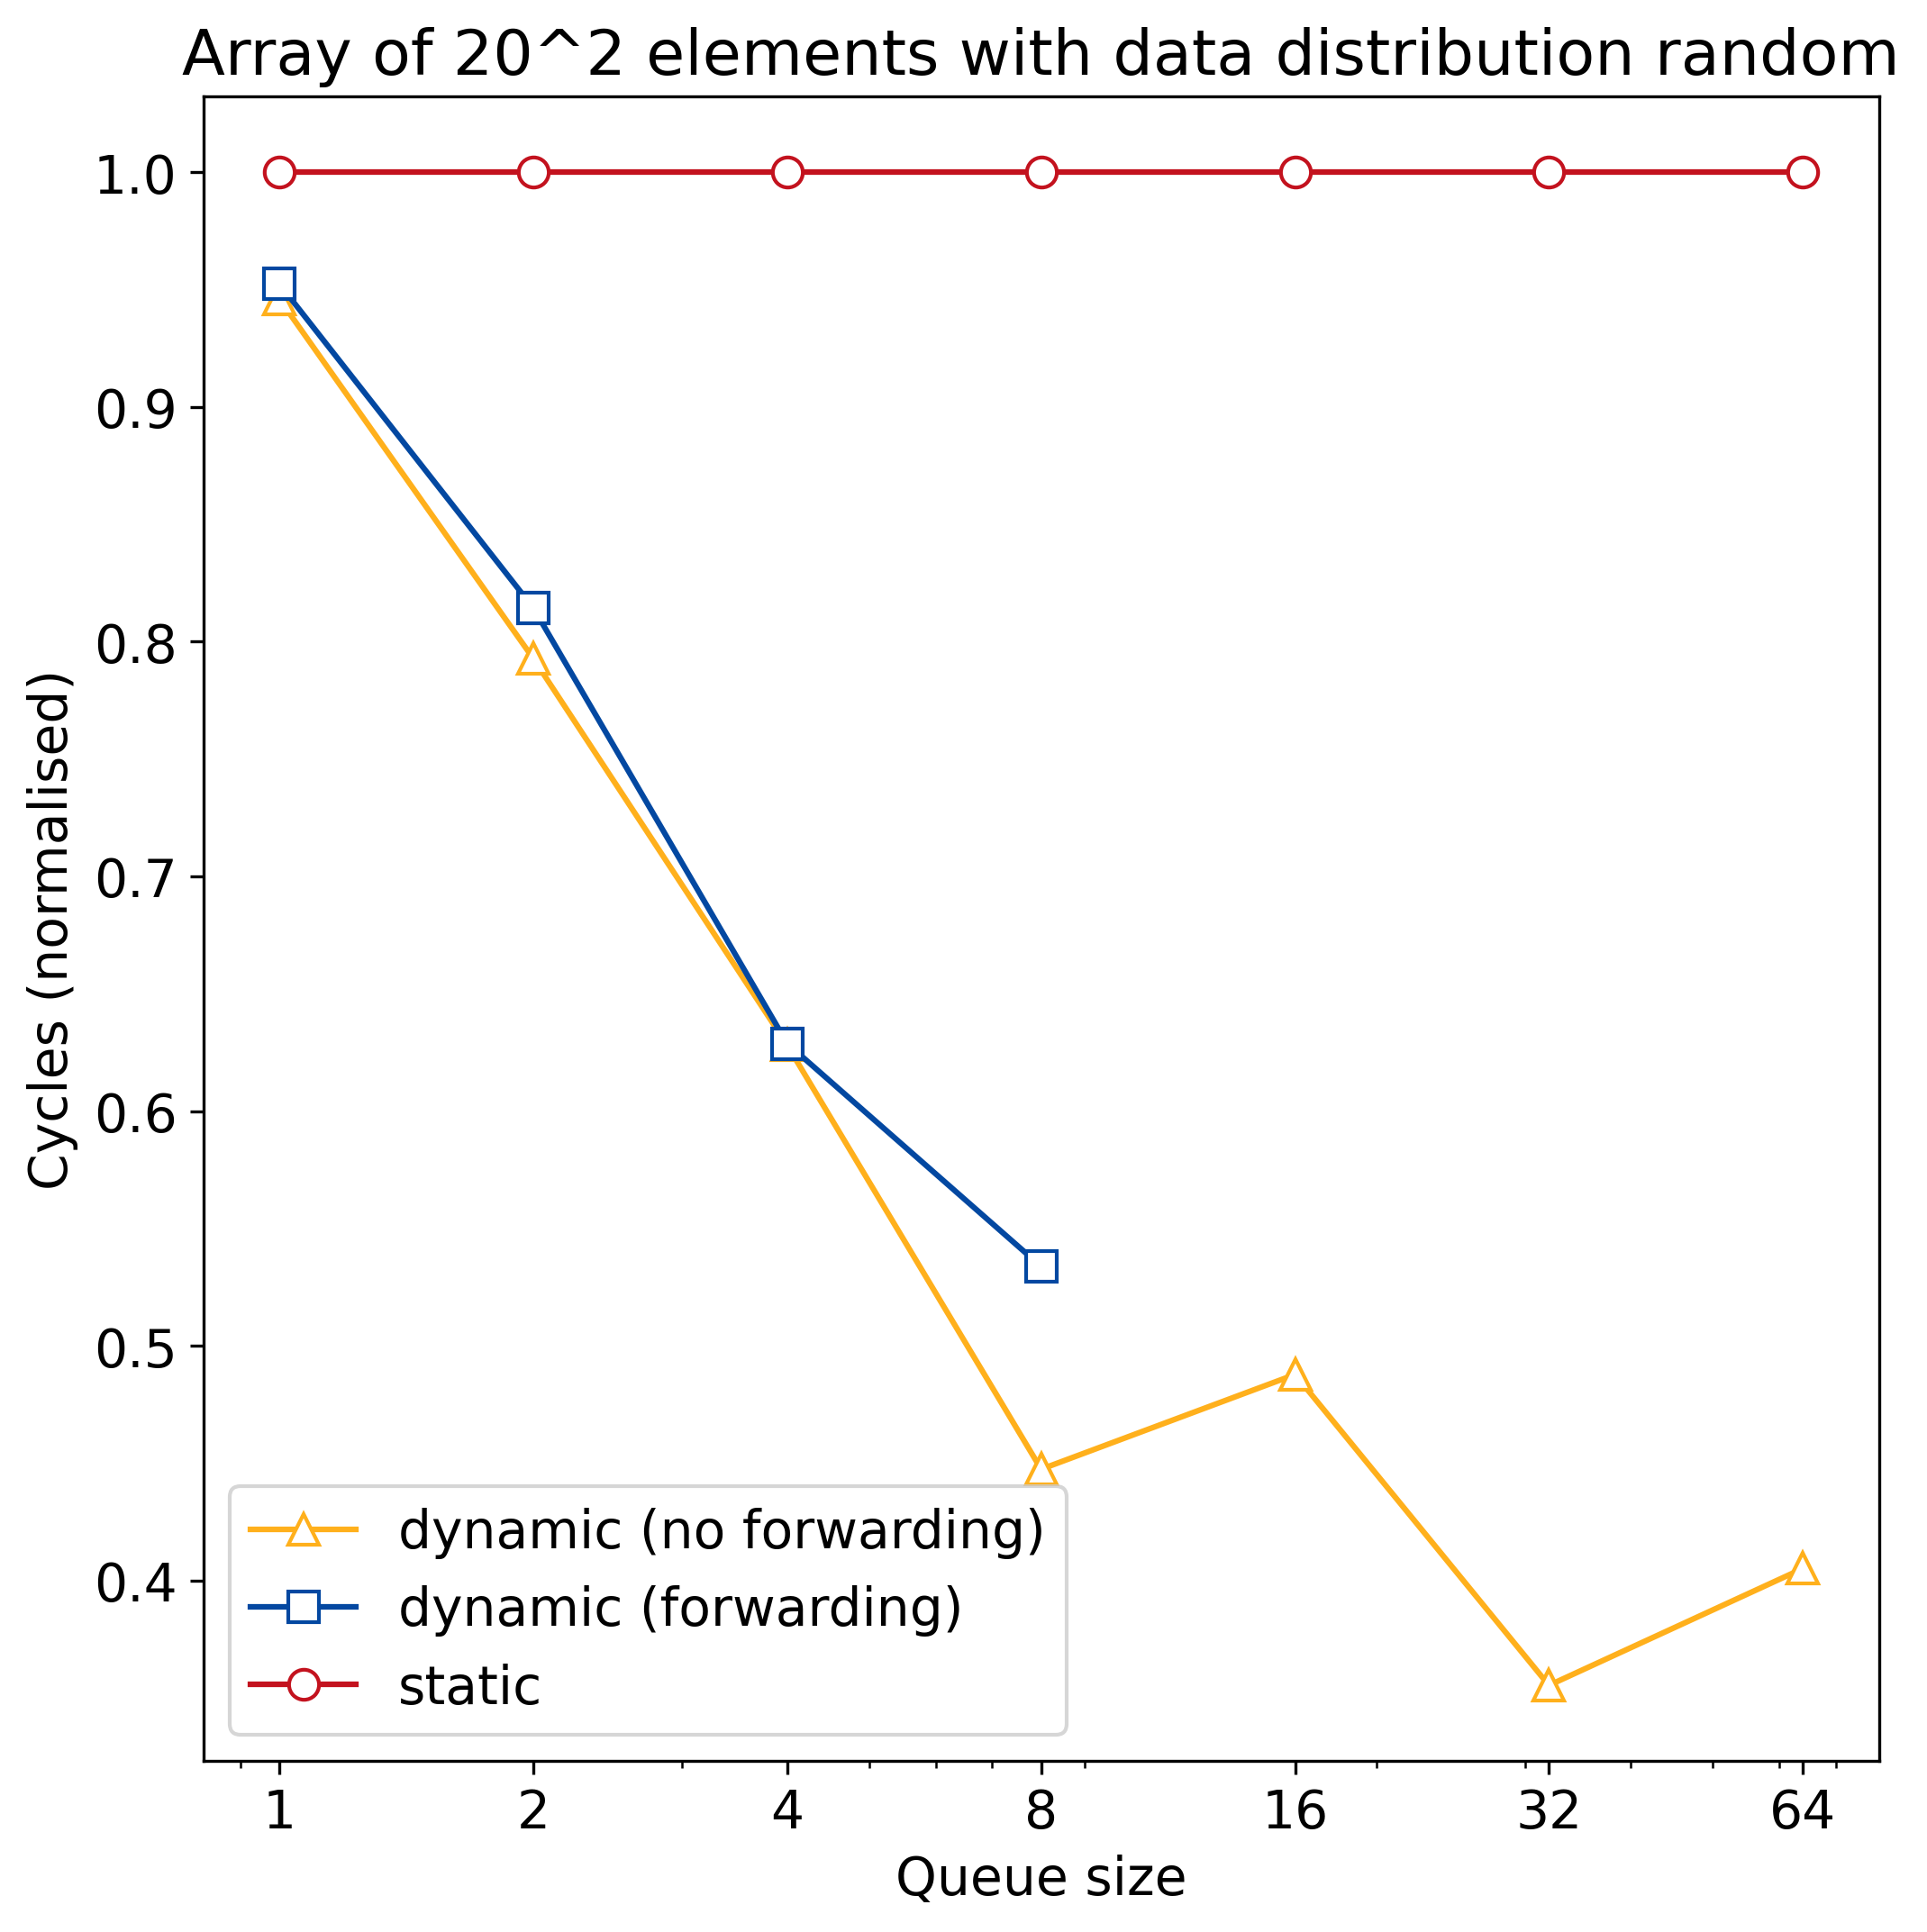 Array of 20^2 elements with data distribution random
Cycles (normalised)
1.0
0.9
0.8
0.7
0.6
0.5
0.4
dynamic (no forwarding)
dynamic (forwarding)
static
1 2 4 8 16 32 64
Queue size